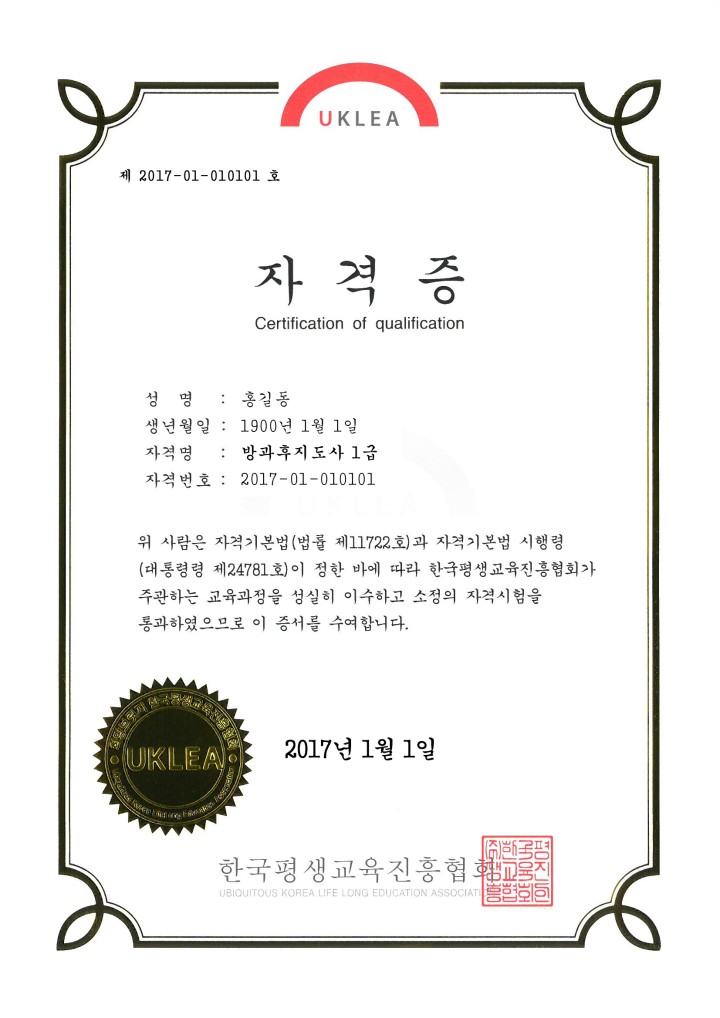 UKLEA
제 2017-01-010101 호
자 격 증
Certification of qualification
성 명 : 홍길동
생년월일 : 1900년 1월 1일
자격명 : 방과후지도사 1급
자격번호 : 2017-01-010101
UKLEA
위 사람은 자격기본법(법률 제11722호)과 자격기본법 시행령
(대통령령 제24781호)이 정한 바에 따라 한국평생교육진흥협회가
주관하는 교육과정을 성실히 이수하고 소정의 자격시험을
통과하였으므로 이 증서를 수여합니다.
한국평생교육진흥협회
UKLEA
2017년 1월 1일
한국평생교육진흥협회
UBIQUITOUS KOREA LIFE LONG EDUCATION